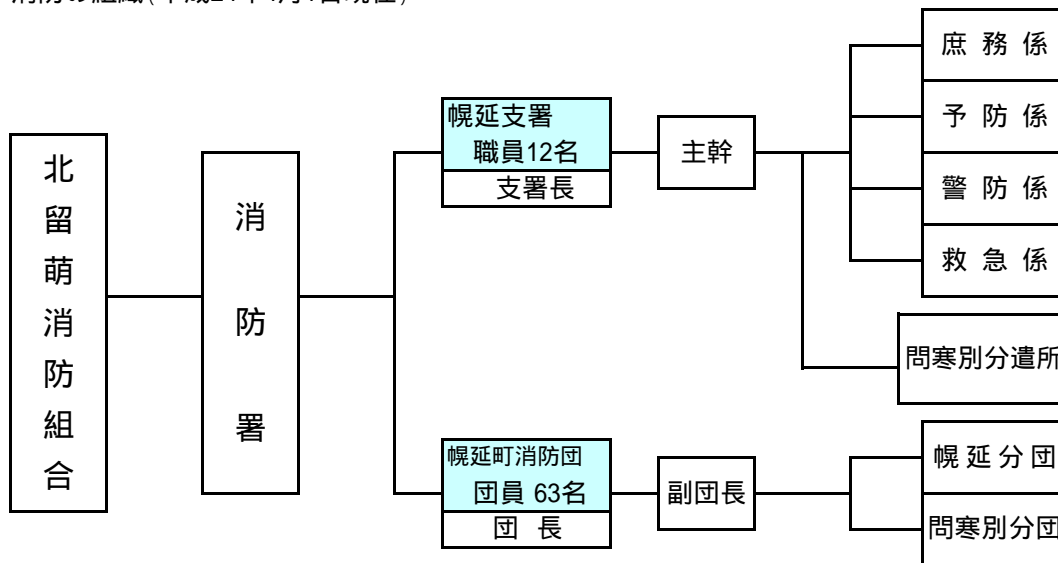 北留萌消防組合
消防署
幌延支署
職員12名
支署長
主幹
庶務係
予防係
警防係
救急係
問寒別分遣所
幌延町消防団
団員 63名
団 長
副団長
幌延分団
問寒別分団